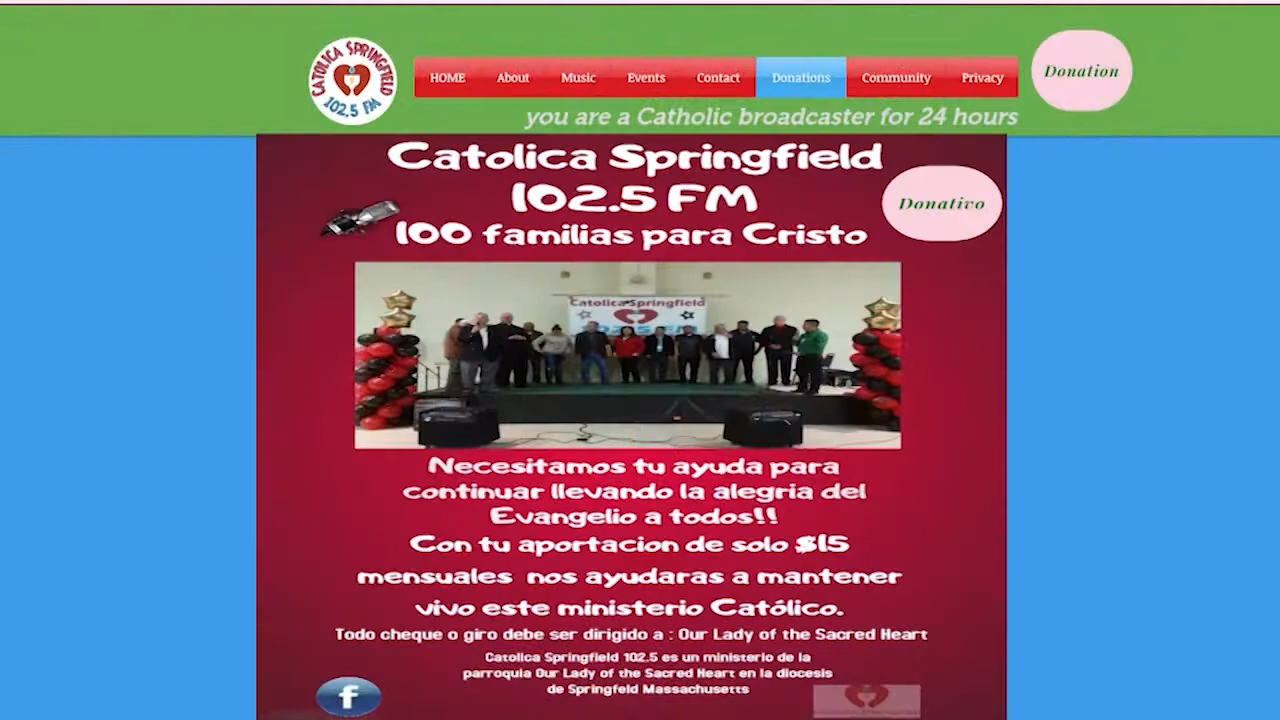 CATOLICA SPRINGFIELD
102.5 FM
HOME About Music Events Contact Donations Community Privacy
Donation
you are a Catholic broadcaster for 24 hours
Catolica Springfield
102.5 FM
Donativo
100 familias para Cristo
Catolica Springfield
102.5 FM
Necesitamos tu ayuda para
continuar llevando la alegria del
Evangelio a todos!!
Con tu aportacion de solo $15
mensuales nos ayudaras a mantener
vivo este ministerio Católico.
Todo cheque o giro debe ser dirigido a : Our Lady of the Sacred Heart
Catolica Springfield 102.5 es un ministerio de la
parroquia Our Lady of the Sacred Heart en la diocesis
de Springfeld Massachusetts
f